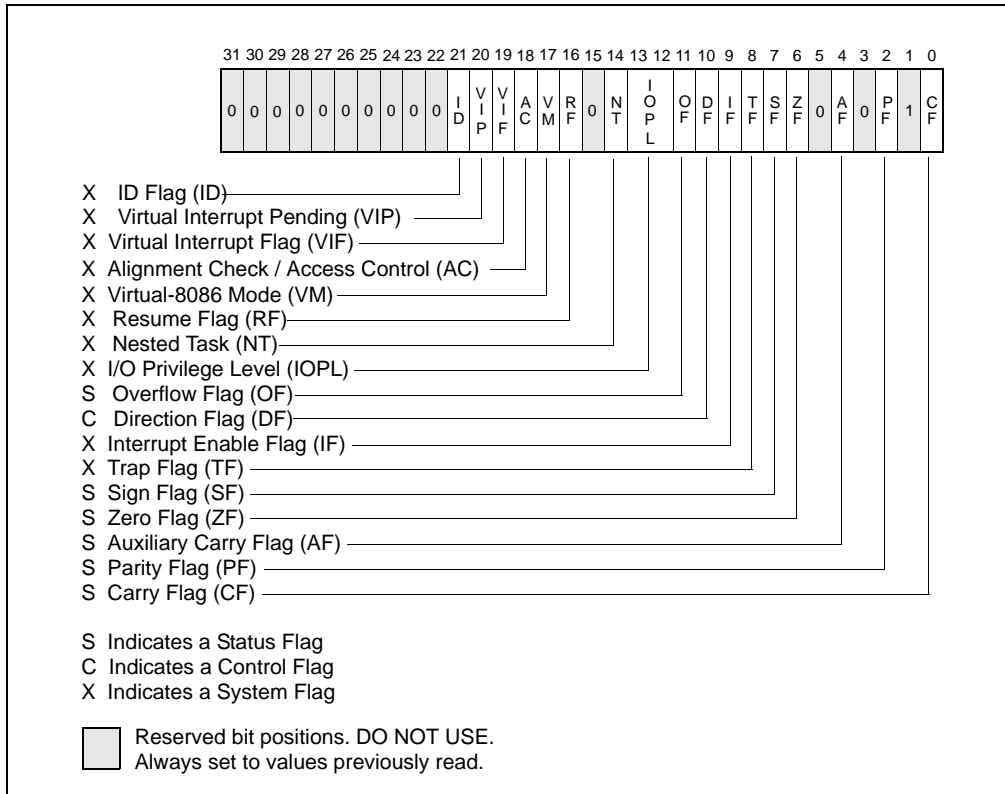 31 30 29 28 27 26 25 24 23 22 21 20 19 18 17 16 15 14 13 12 11 10 9 8 7 6 5 4 3 2 1 0
0 0 0 0 0 0 0 0 0 0 ID VIP VIF AC VM RF 0 NT IOPL OF DF IF TF SF ZF 0 AF 0 PF 1 CF
X ID Flag (ID)
X Virtual Interrupt Pending (VIP)
X Virtual Interrupt Flag (VIF)
X Alignment Check / Access Control (AC)
X Virtual-8086 Mode (VM)
X Resume Flag (RF)
X Nested Task (NT)
X I/O Privilege Level (IOPL)
S Overflow Flag (OF)
C Direction Flag (DF)
X Interrupt Enable Flag (IF)
X Trap Flag (TF)
S Sign Flag (SF)
S Zero Flag (ZF)
S Auxiliary Carry Flag (AF)
S Parity Flag (PF)
S Carry Flag (CF)
S Indicates a Status Flag
C Indicates a Control Flag
X Indicates a System Flag
Reserved bit positions. DO NOT USE.
Always set to values previously read.